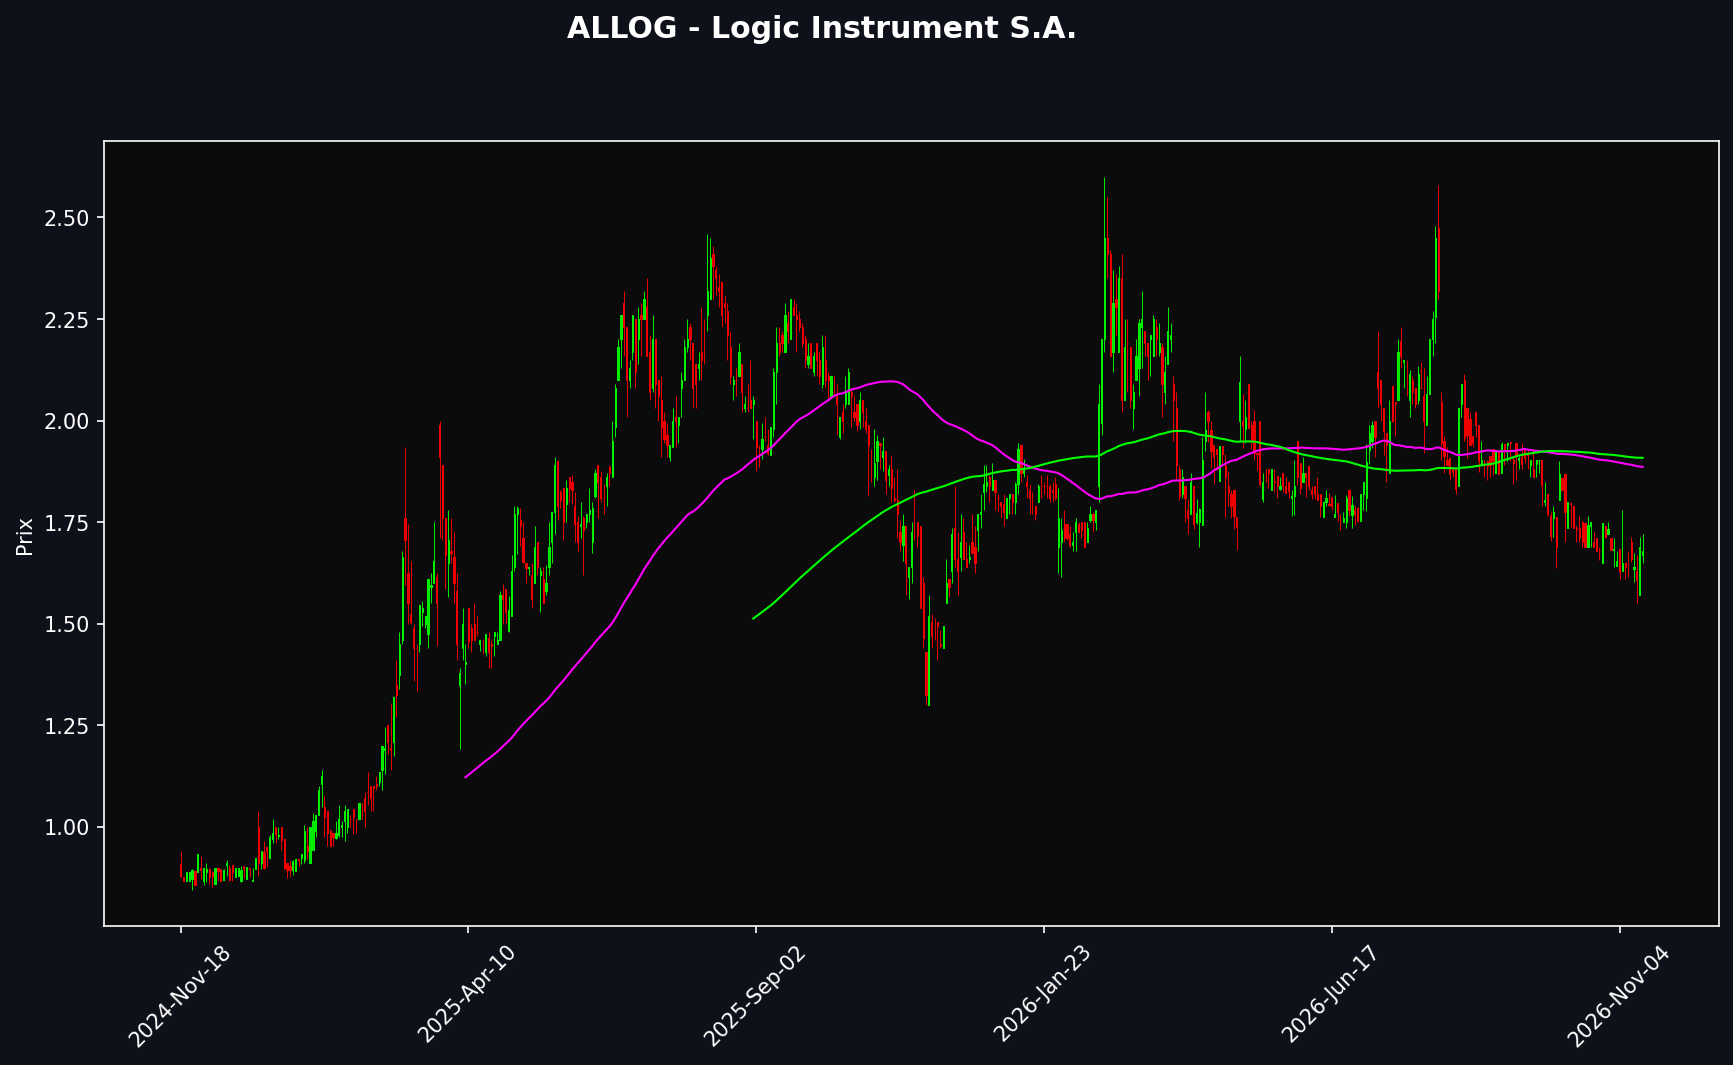 ALLOG - Logic Instrument S.A.
Prix
2.50
2.25
2.00
1.75
1.50
1.25
1.00
2024-Nov-18
2025-Apr-10
2025-Sep-02
2026-Jan-23
2026-Jun-17
2026-Nov-04